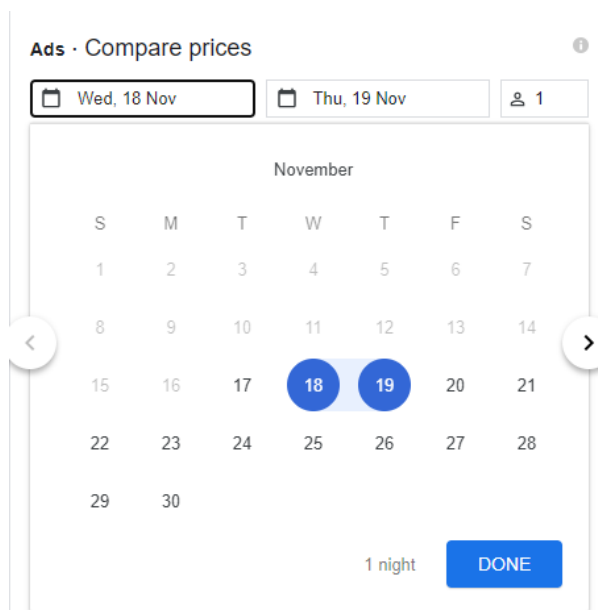 Ads · Compare prices
Wed, 18 Nov Thu, 19 Nov 1
November
S M T W T F S
1 2 3 4 5 6 7
8 9 10 11 12 13 14
15 16 17 18 19 20 21
22 23 24 25 26 27 28
29 30
1 night DONE